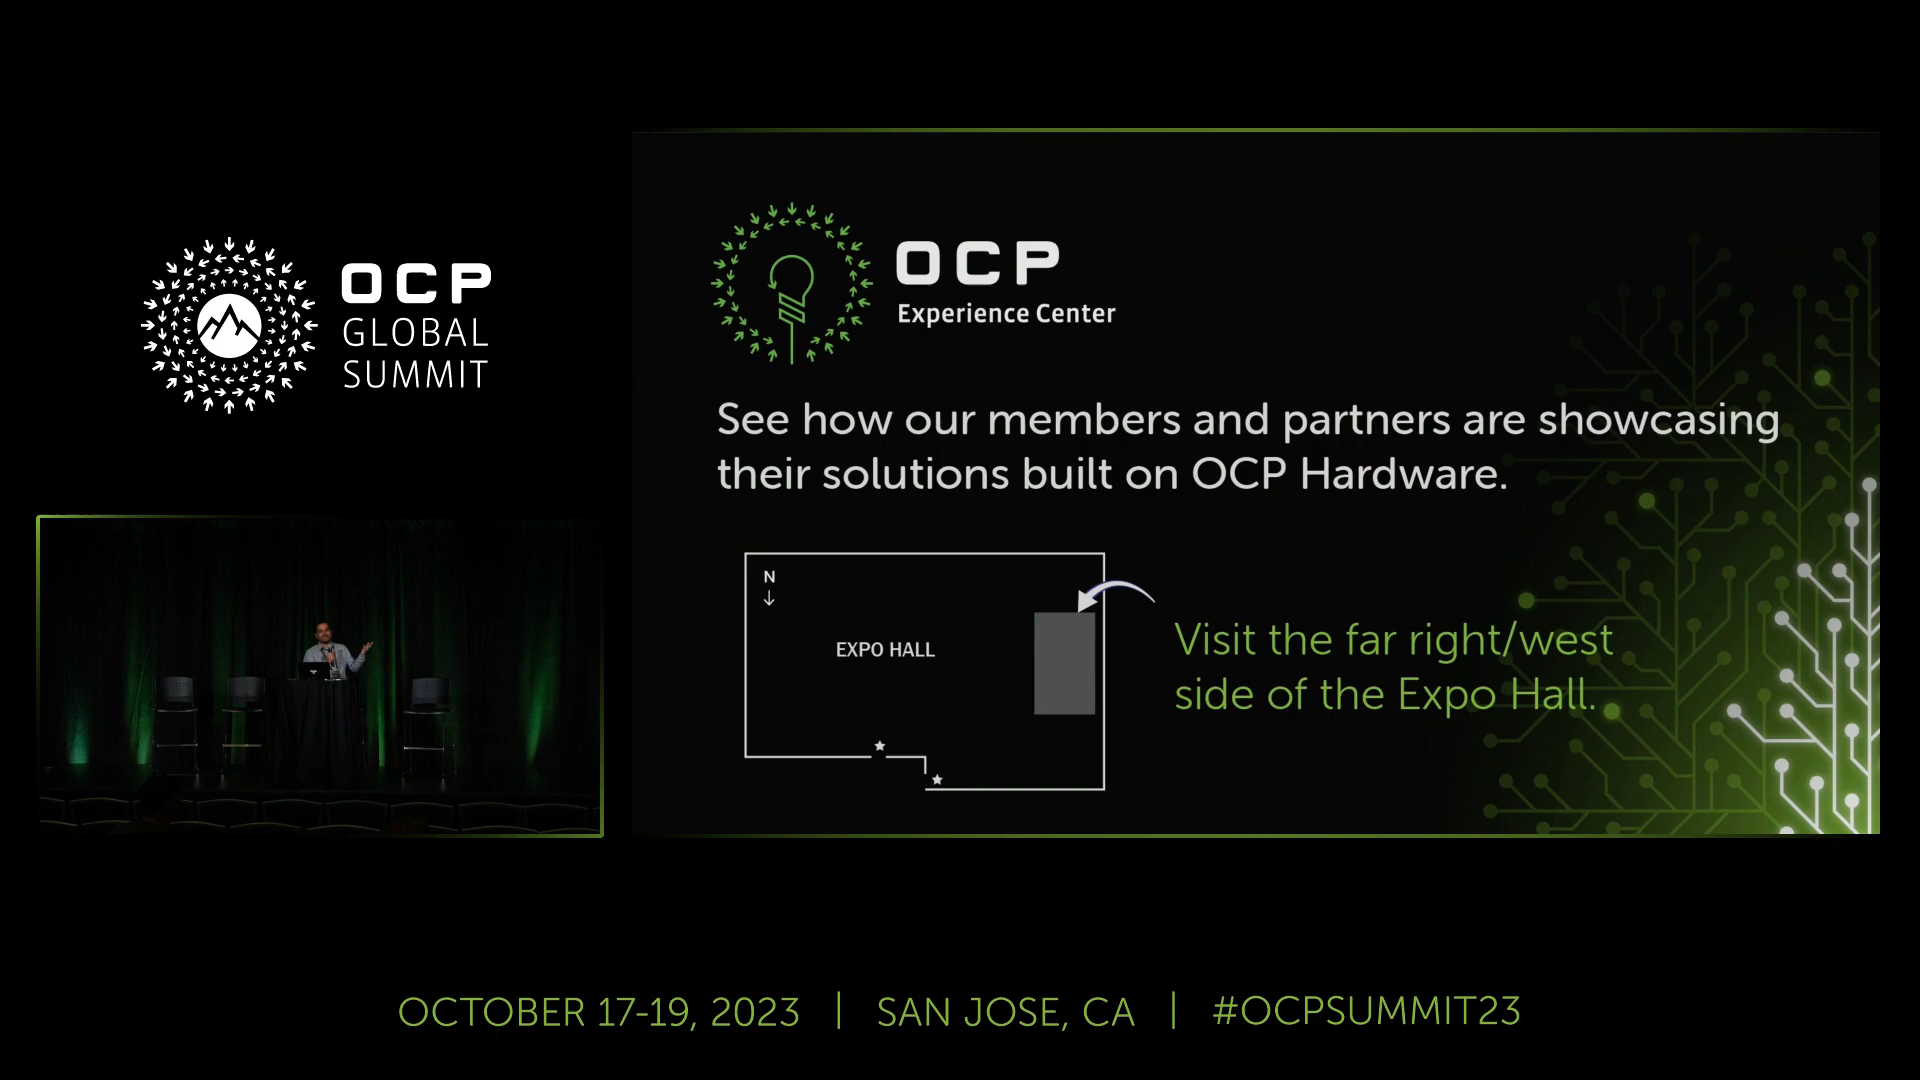 OCP
GLOBAL
SUMMIT
OCP
Experience Center
See how our members and partners are showcasing
their solutions built on OCP Hardware.
N
EXPO HALL
Visit the far right/west
side of the Expo Hall.
OCTOBER 17-19, 2023 | SAN JOSE, CA | #OCPSUMMIT23